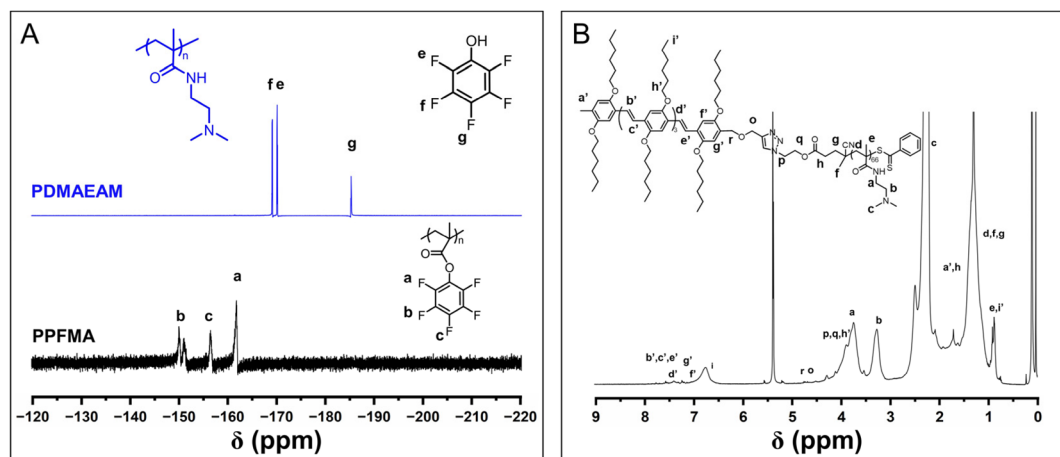 A
n
O
NH
N
PDMAEAM
f e
g
OH
e
F
F
f
F
F
F
g
n
O
O
a
F
F
b
F
F
F
c
PPFMA
b
c
a
−120
−130
−140
−150
−160
−170
−180
−190
−200
−210
−220
δ (ppm)
B
i'
h'
a'
b'
c'
3
d'
e'
f'
g'
r
o
O
N
N
N
p
q
O
O
h
g
CN
f
d
e
66
S
S
O
NH
a
b
c
N
c
d,f,g
a',h
e,i'
a
b
p,q,h'
r o
b',c',e'
d'
g'
f'
i
9
8
7
6
5
4
3
2
1
0
δ (ppm)